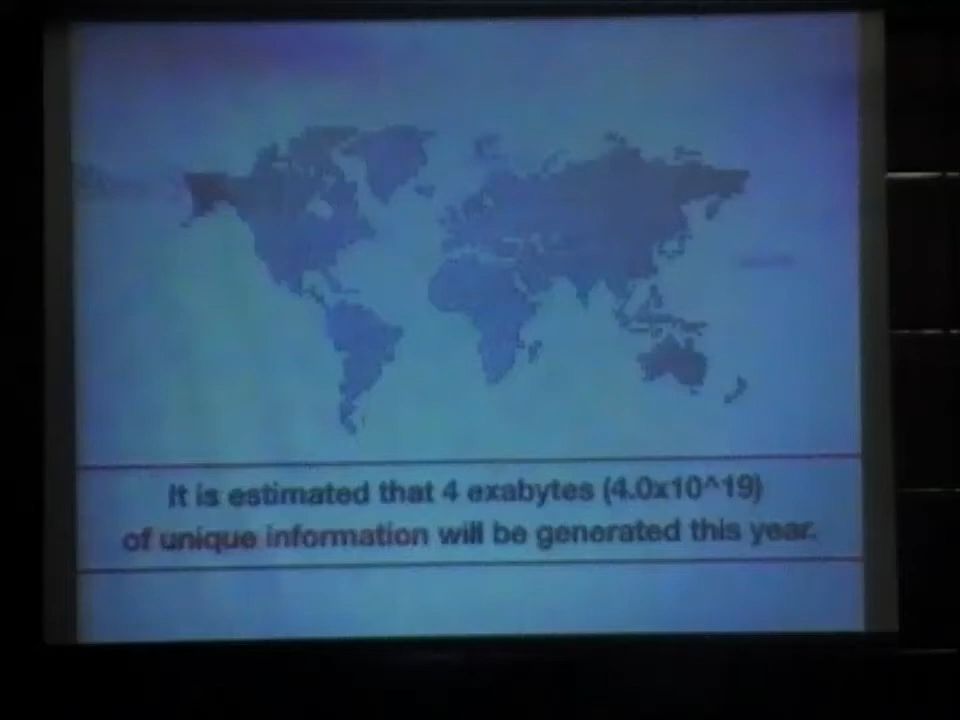 It is estimated that 4 exabytes (4.0x10^19)
of unique information will be generated this year.